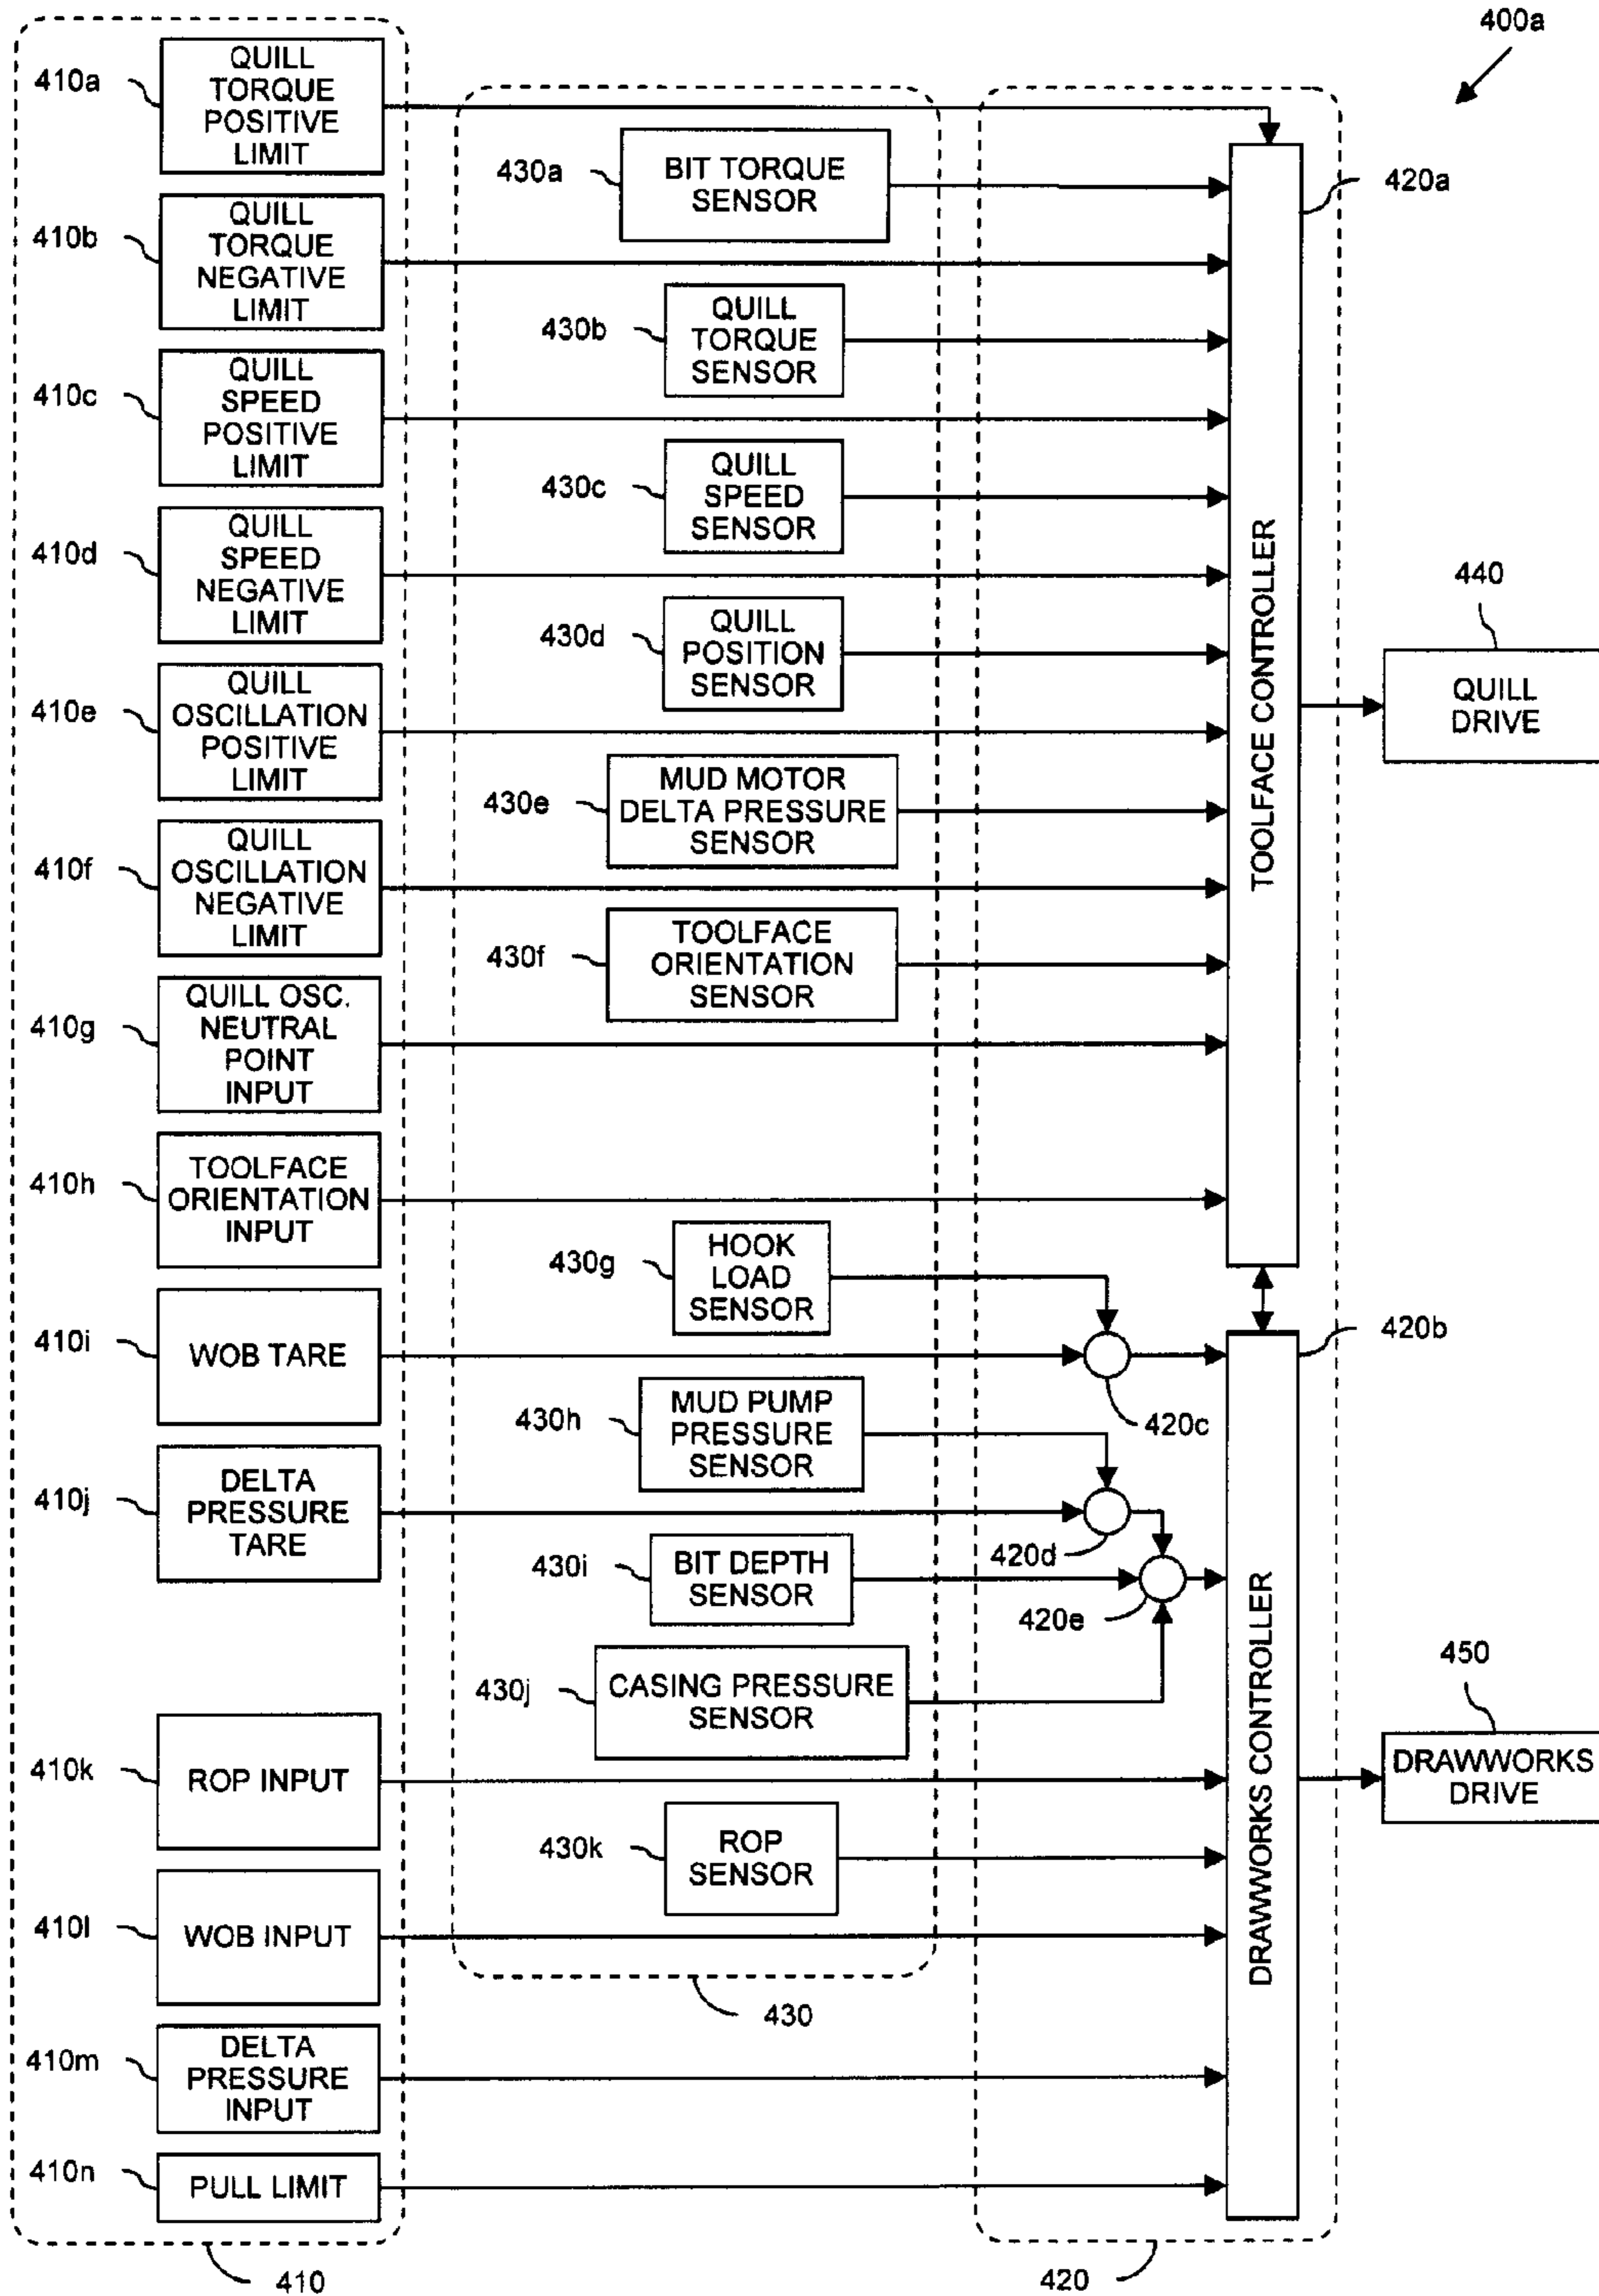 400a
410a
QUILL
TORQUE
POSITIVE
LIMIT
430a
BIT TORQUE
SENSOR
420a
410b
QUILL
TORQUE
NEGATIVE
LIMIT
430b
QUILL
TORQUE
SENSOR
410c
QUILL
SPEED
POSITIVE
LIMIT
430c
QUILL
SPEED
SENSOR
410d
QUILL
SPEED
NEGATIVE
LIMIT
430d
QUILL
POSITION
SENSOR
TOOLFACE CONTROLLER
440
QUILL
DRIVE
410e
QUILL
OSCILLATION
POSITIVE
LIMIT
430e
MUD MOTOR
DELTA PRESSURE
SENSOR
410f
QUILL
OSCILLATION
NEGATIVE
LIMIT
430f
TOOLFACE
ORIENTATION
SENSOR
410g
QUILL OSC.
NEUTRAL
POINT
INPUT
410h
TOOLFACE
ORIENTATION
INPUT
430g
HOOK
LOAD
SENSOR
410i
WOB TARE
420b
420c
430h
MUD PUMP
PRESSURE
SENSOR
410j
DELTA
PRESSURE
TARE
420d
430i
BIT DEPTH
SENSOR
420e
430j
CASING PRESSURE
SENSOR
DRAWWORKS CONTROLLER
450
DRAWWORKS
DRIVE
410k
ROP INPUT
430k
ROP
SENSOR
410l
WOB INPUT
430
410m
DELTA
PRESSURE
INPUT
410n
PULL LIMIT
410
420